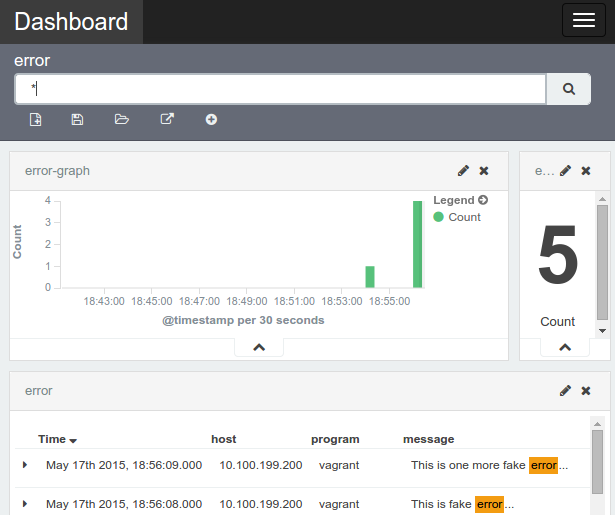 Dashboard
error
*
error-graph
e...
4
3
2
1
0
Count
18:43:00 18:45:00 18:47:00 18:49:00 18:51:00 18:53:00 18:55:00
@timestamp per 30 seconds
Legend
Count
5
Count
error
Time host program message
May 17th 2015, 18:56:09.000 10.100.199.200 vagrant This is one more fake error...
May 17th 2015, 18:56:08.000 10.100.199.200 vagrant This is fake error...